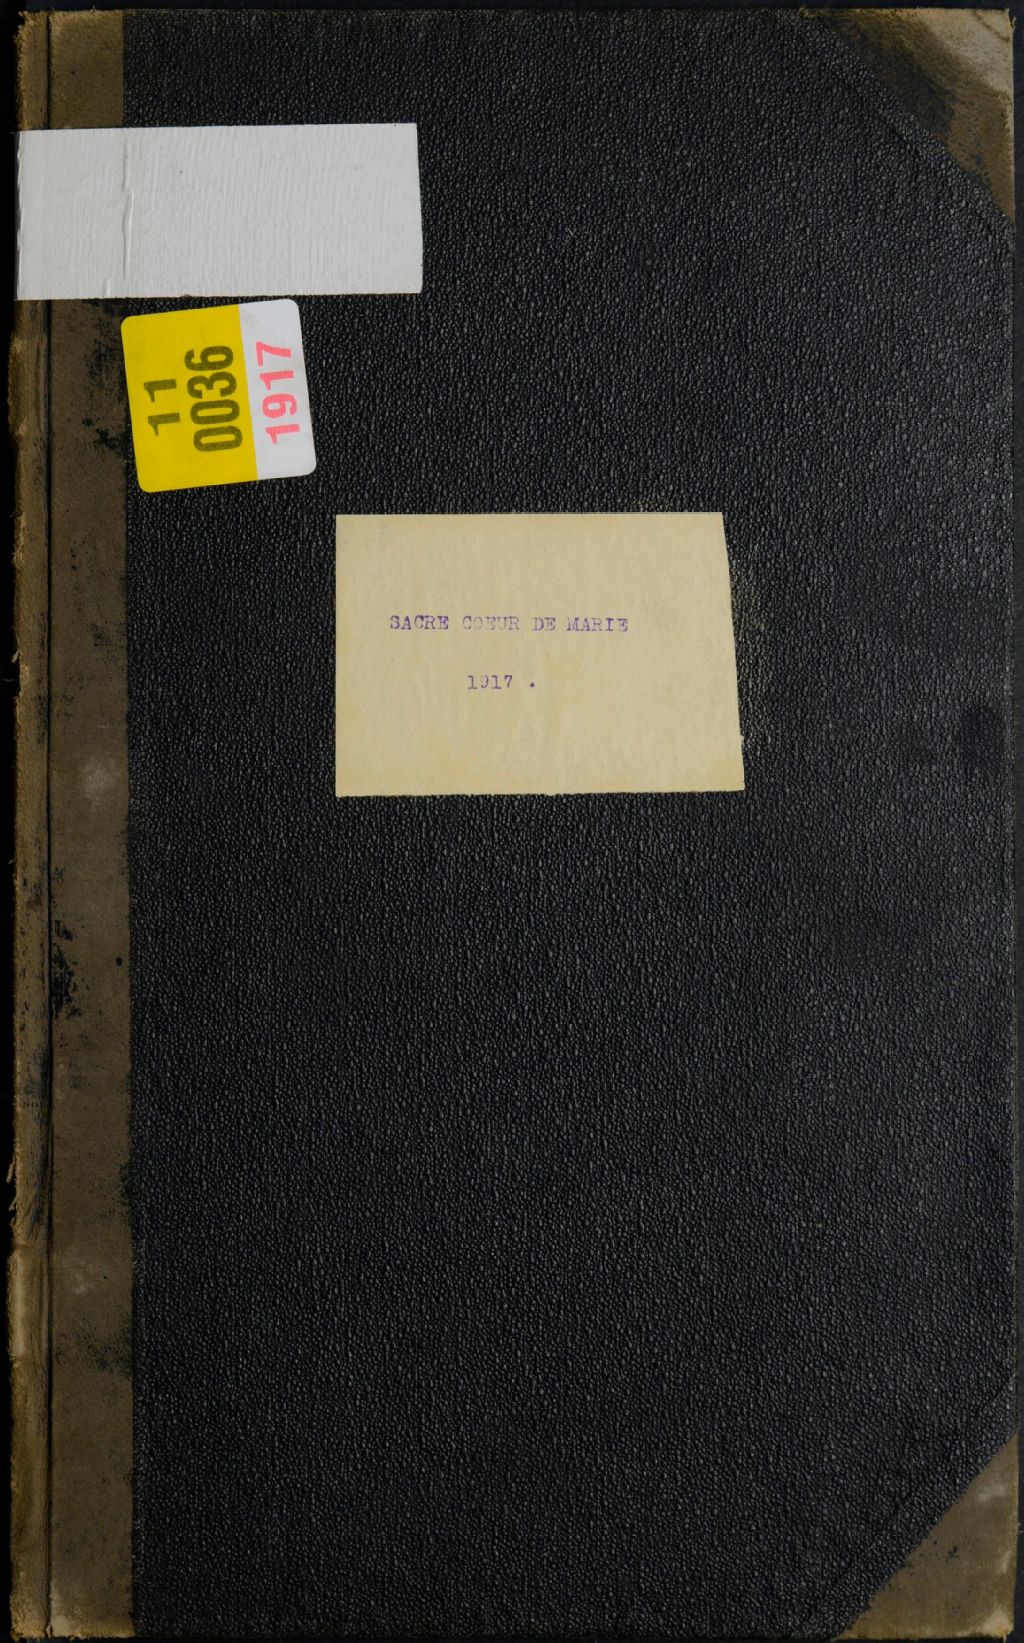 11
0036
1917
SACRE COEUR DE MARIE
1917 .